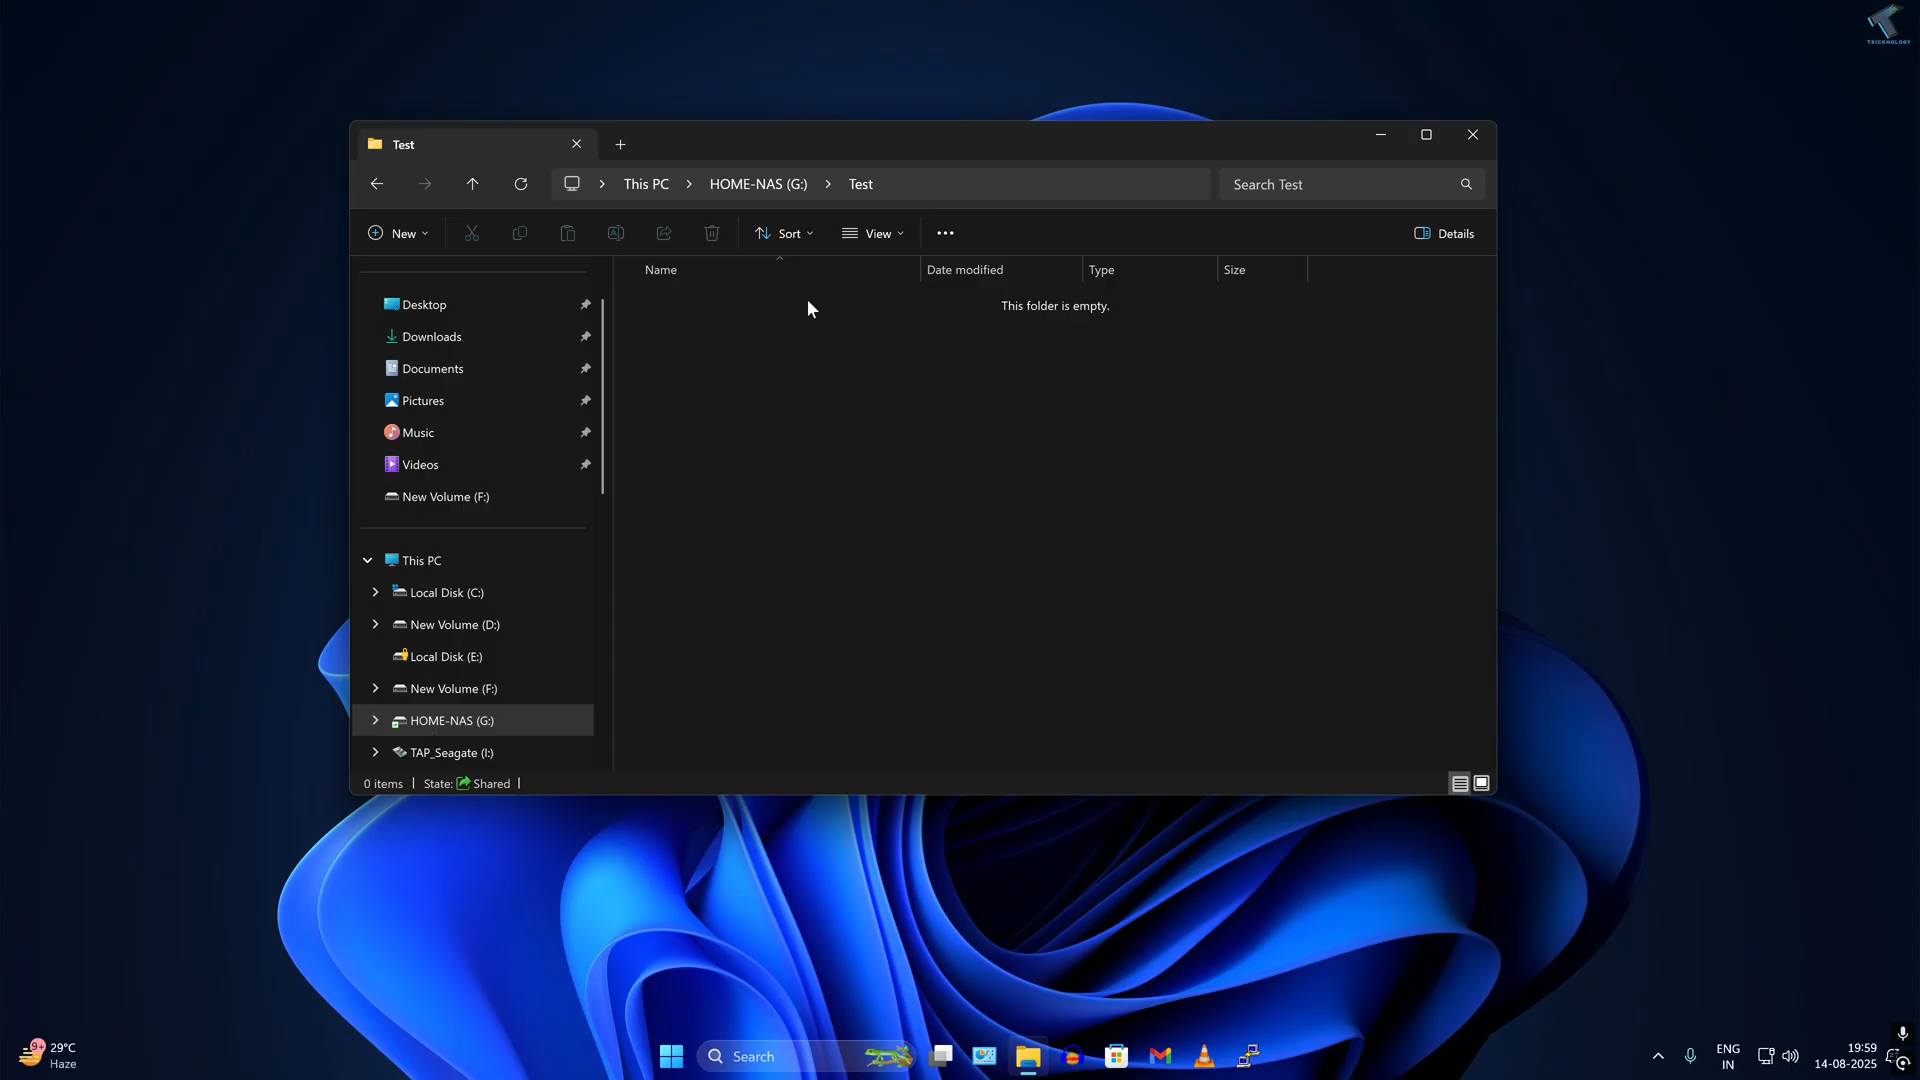 TRICKNOLOGY
Test
This PC
HOME-NAS (G:)
Test
Search Test
New
Sort
View
Details
Name
Date modified
Type
Size
This folder is empty.
Desktop
Downloads
Documents
Pictures
Music
Videos
New Volume (F:)
This PC
Local Disk (C:)
New Volume (D:)
Local Disk (E:)
New Volume (F:)
HOME-NAS (G:)
TAP_Seagate (I:)
0 items
State: Shared
9+
29°C
Haze
Search
ENG
IN
19:59
14-08-2025